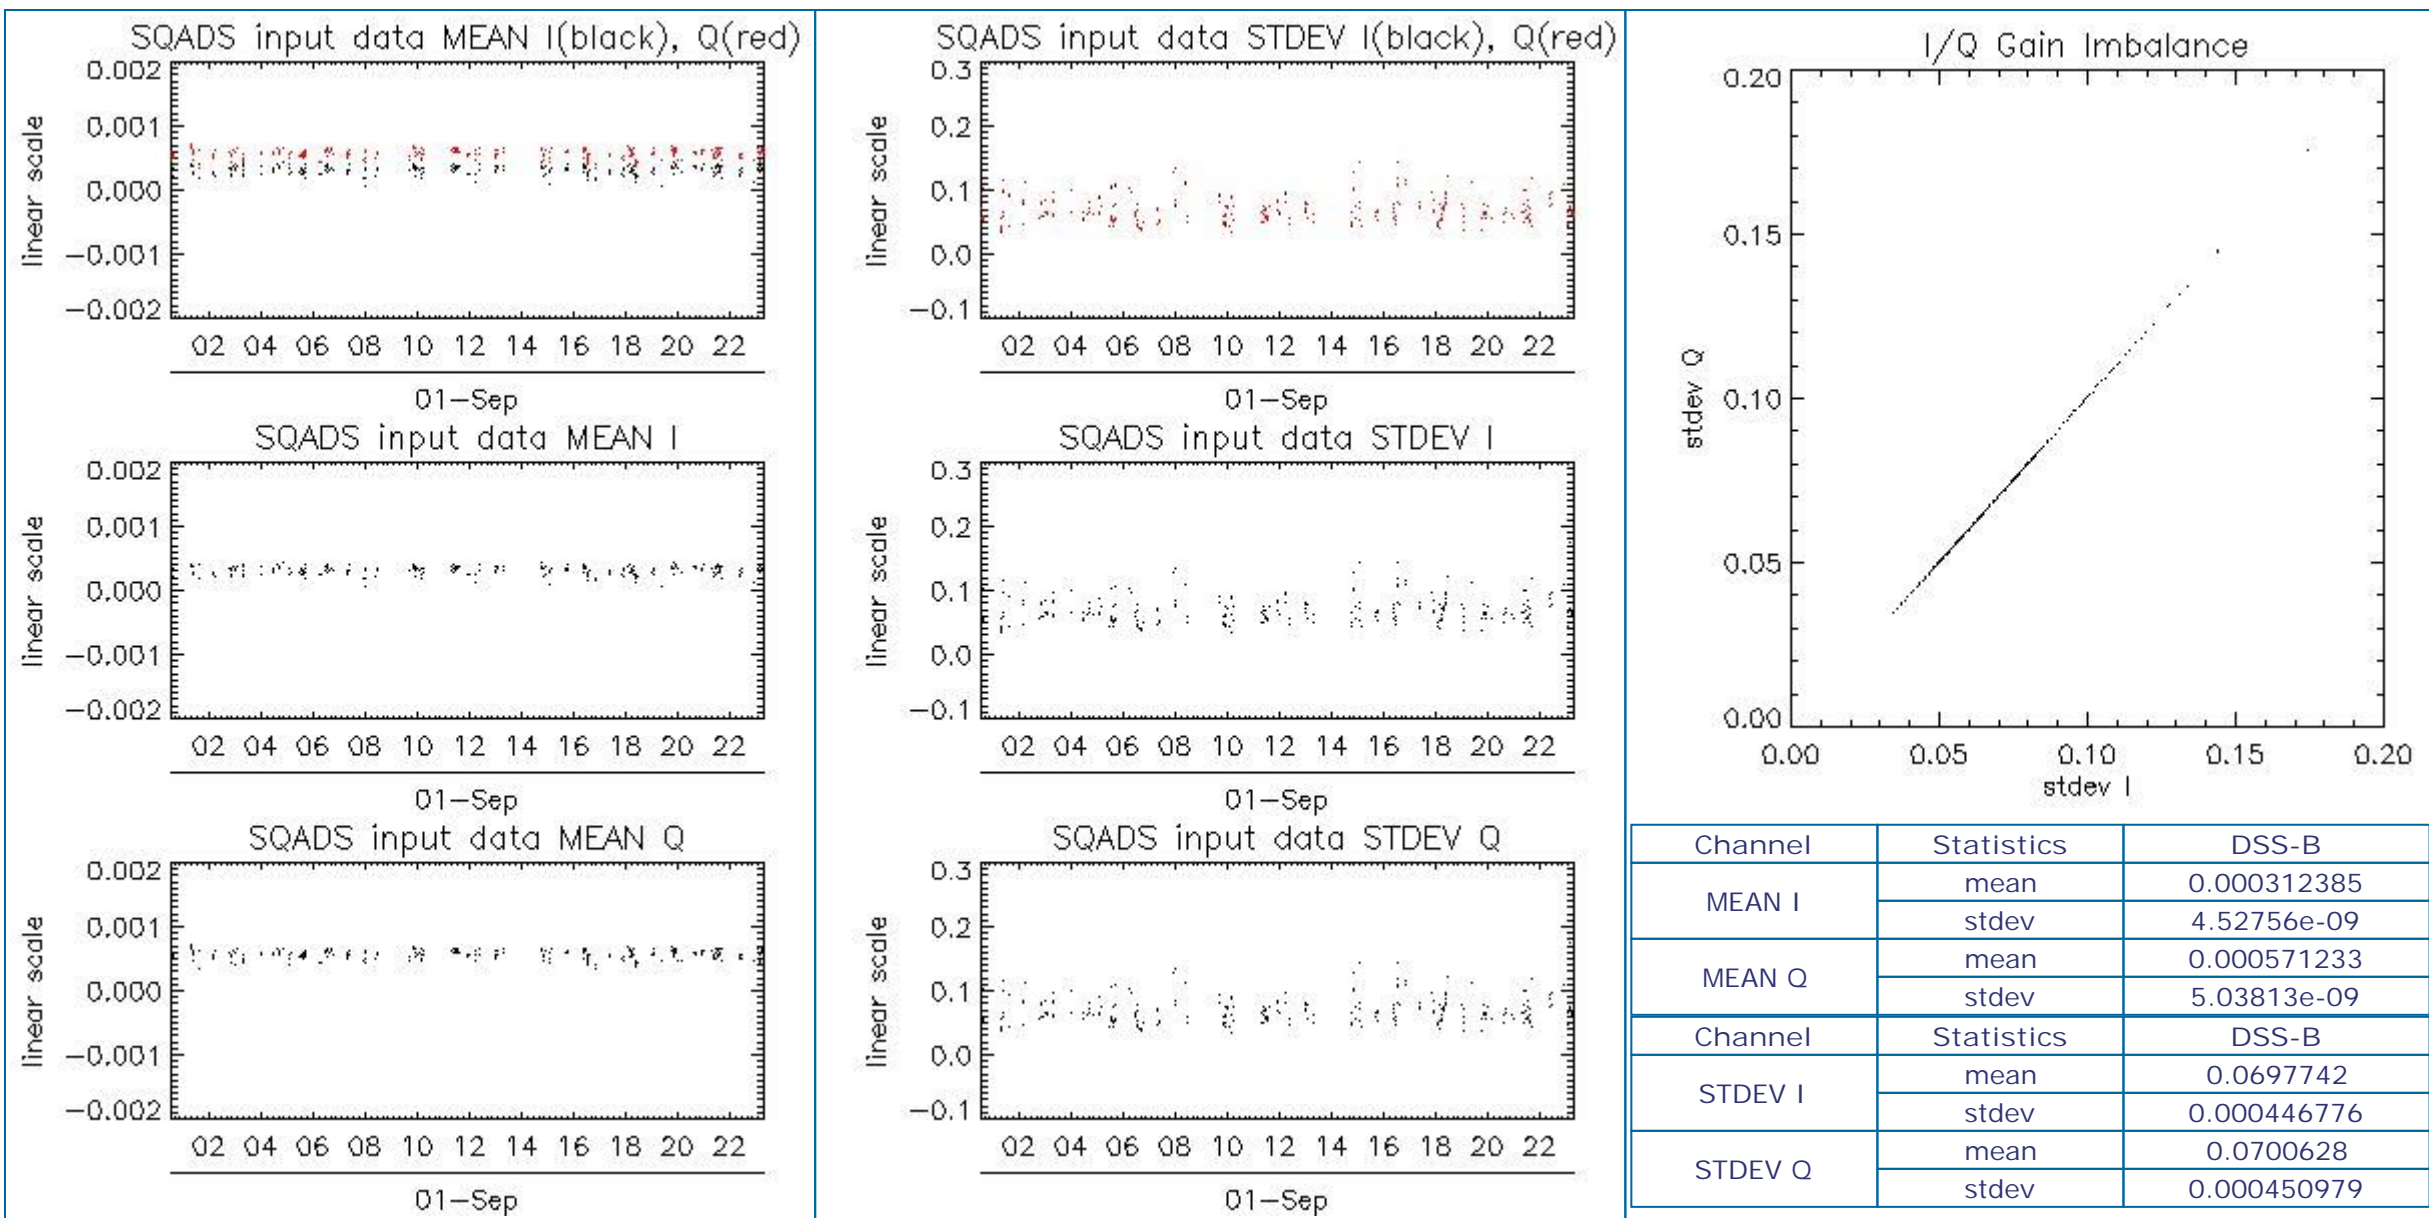 SQADS input data MEAN I(black), Q(red)
0.002
0.001
0.000
-0.001
-0.002
linear scale
02 04 06 08 10 12 14 16 18 20 22
01-Sep
SQADS input data MEAN I
0.002
0.001
0.000
-0.001
-0.002
linear scale
02 04 06 08 10 12 14 16 18 20 22
01-Sep
SQADS input data MEAN Q
0.002
0.001
0.000
-0.001
-0.002
linear scale
02 04 06 08 10 12 14 16 18 20 22
01-Sep
SQADS input data STDEV I(black), Q(red)
0.3
0.2
0.1
0.0
-0.1
linear scale
02 04 06 08 10 12 14 16 18 20 22
01-Sep
SQADS input data STDEV I
0.3
0.2
0.1
0.0
-0.1
linear scale
02 04 06 08 10 12 14 16 18 20 22
01-Sep
SQADS input data STDEV Q
0.3
0.2
0.1
0.0
-0.1
linear scale
02 04 06 08 10 12 14 16 18 20 22
01-Sep
I/Q Gain Imbalance
0.20
0.15
0.10
0.05
0.00
stdev Q
0.00 0.05 0.10 0.15 0.20
stdev I
Channel Statistics DSS-B
MEAN I mean 0.000312385
stdev 4.52756e-09
MEAN Q mean 0.000571233
stdev 5.03813e-09
Channel Statistics DSS-B
STDEV I mean 0.0697742
stdev 0.000446776
STDEV Q mean 0.0700628
stdev 0.000450979